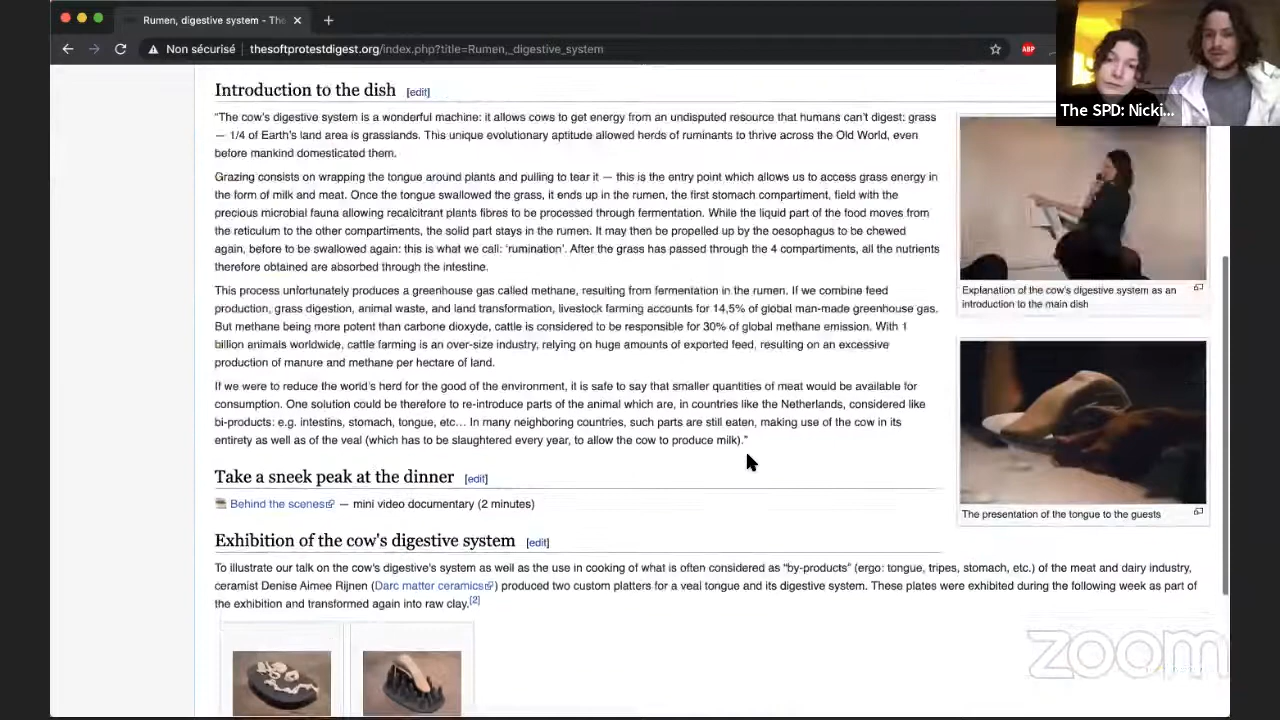 Rumen, digestive system - The
Non sécurisé | thesoftprotestdigest.org/index.php?title=Rumen,_digestive_system
ABP
The SPD: Nicki...
Introduction to the dish [edit]
"The cow's digestive system is a wonderful machine: it allows cows to get energy from an undisputed resource that humans can't digest: grass
— 1/4 of Earth's land area is grasslands. This unique evolutionary aptitude allowed herds of ruminants to thrive across the Old World, even
before mankind domesticated them.
Grazing consists on wrapping the tongue around plants and pulling to tear it — this is the entry point which allows us to access grass energy in
the form of milk and meat. Once the tongue swallowed the grass, it ends up in the rumen, the first stomach compartiment, field with the
precious microbial fauna allowing recalcitrant plants fibres to be processed through fermentation. While the liquid part of the food moves from
the reticulum to the other compartiments, the solid part stays in the rumen. It may then be propelled up by the oesophagus to be chewed
again, before to be swallowed again: this is what we call: 'rumination'. After the grass has passed through the 4 compartiments, all the nutrients
therefore obtained are absorbed through the intestine.
This process unfortunately produces a greenhouse gas called methane, resulting from fermentation in the rumen. If we combine feed
production, grass digestion, animal waste, and land transformation, livestock farming accounts for 14,5% of global man-made greenhouse gas.
But methane being more potent than carbone dioxyde, cattle is considered to be responsible for 30% of global methane emission. With 1
billion animals worldwide, cattle farming is an over-size industry, relying on huge amounts of exported feed, resulting on an excessive
production of manure and methane per hectare of land.
If we were to reduce the world's herd for the good of the environment, it is safe to say that smaller quantities of meat would be available for
consumption. One solution could be therefore to re-introduce parts of the animal which are, in countries like the Netherlands, considered like
bi-products: e.g. intestins, stomach, tongue, etc... In many neighboring countries, such parts are still eaten, making use of the cow in its
entirety as well as of the veal (which has to be slaughtered every year, to allow the cow to produce milk)."
Explanation of the cow's digestive system as an
introduction to the main dish
The presentation of the tongue to the guests
Take a sneek peak at the dinner [edit]
Behind the scenes — mini video documentary (2 minutes)
Exhibition of the cow's digestive system [edit]
To illustrate our talk on the cow's digestive's system as well as the use in cooking of what is often considered as "by-products" (ergo: tongue, tripes, stomach, etc.) of the meat and dairy industry,
ceramist Denise Aimee Rijnen (Darc matter ceramics) produced two custom platters for a veal tongue and its digestive system. These plates were exhibited during the following week as part of
the exhibition and transformed again into raw clay.[2]
zoom